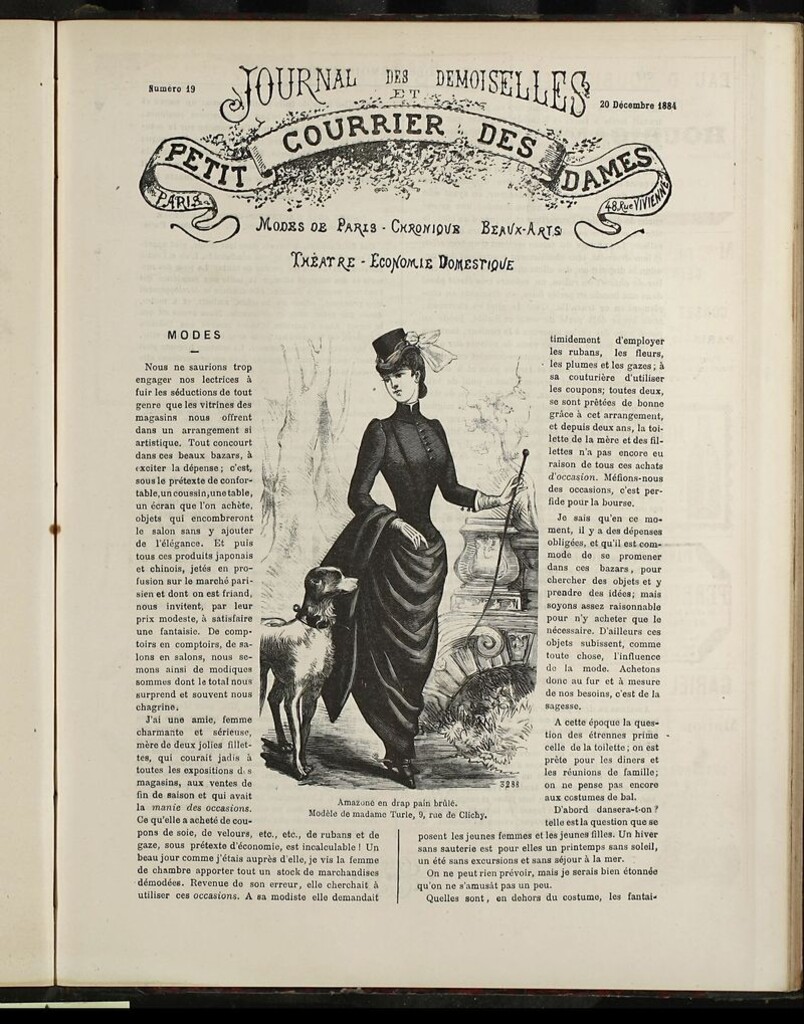 Numéro 19
JOURNAL DES DEMOISELLES
ET
20 Décembre 1884
PETIT COURRIER DES DAMES
PARIS
48, Rue VIVIENNE
MODES DE PARIS - CHRONIQUE BEAUX-ARTS
THÉATRE - ECONOMIE DOMESTIQUE
MODES
Nous ne saurions trop
engager nos lectrices à
fuir les séductions de tout
genre que les vitrines des
magasins nous offrent
dans un arrangement si
artistique. Tout concourt
dans ces beaux bazars, à
exciter la dépense ; c'est,
sous le prétexte de confor-
table, un coussin, une table,
un écran que l'on achète,
objets qui encombreront
le salon sans y ajouter
de l'élégance. Et puis
tous ces produits japonais
et chinois, jetés en pro-
fusion sur le marché pari-
sien et dont on est friand,
nous invitent, par leur
prix modeste, à satisfaire
une fantaisie. De comp-
toirs en comptoirs, de sa-
lons en salons, nous se-
mons ainsi de modiques
sommes dont le total nous
surprend et souvent nous
chagrine.
J'ai une amie, femme
charmante et sérieuse,
mère de deux jolies fillet-
tes, qui courait jadis à
toutes les expositions des
magasins, aux ventes de
fin de saison et qui avait
la manie des occasions.
Ce qu'elle a acheté de cou-
pons de soie, de velours, etc., etc., de rubans et de
gaze, sous prétexte d'économie, est incalculable ! Un
beau jour comme j'étais auprès d'elle, je vis la femme
de chambre apporter tout un stock de marchandises
démodées. Revenue de son erreur, elle cherchait à
utiliser ces occasions. A sa modiste elle demandait
3288
Amazone en drap pain brûlé.
Modèle de madame Turle, 9, rue de Clichy.
timidement d'employer
les rubans, les fleurs,
les plumes et les gazes ; à
sa couturière d'utiliser
les coupons; toutes deux,
se sont prêtées de bonne
grâce à cet arrangement,
et depuis deux ans, la toi-
lette de la mère et des fil-
lettes n'a pas encore eu
raison de tous ces achats
d'occasion. Méfions-nous
des occasions, c'est per-
fide pour la bourse.
Je sais qu'en ce mo-
ment, il y a des dépenses
obligées, et qu'il est com-
mode de se promener
dans ces bazars, pour
chercher des objets et y
prendre des idées; mais
soyons assez raisonnable
pour n'y acheter que le
nécessaire. D'ailleurs ces
objets subissent, comme
toute chose, l'influence
de la mode. Achetons
donc au fur et à mesure
de nos besoins, c'est de la
sagesse.
A cette époque la ques-
tion des étrennes prime
celle de la toilette ; on est
prête pour les dîners et
les réunions de famille;
on ne pense pas encore
aux costumes de bal.
D'abord dansera-t-on ?
telle est la question que se
posent les jeunes femmes et les jeunes filles. Un hiver
sans sauterie est pour elles un printemps sans soleil,
un été sans excursions et sans séjour à la mer.
On ne peut rien prévoir, mais je serais bien étonnée
qu'on ne s'amusât pas un peu.
Quelles sont, en dehors du costume, les fantai-